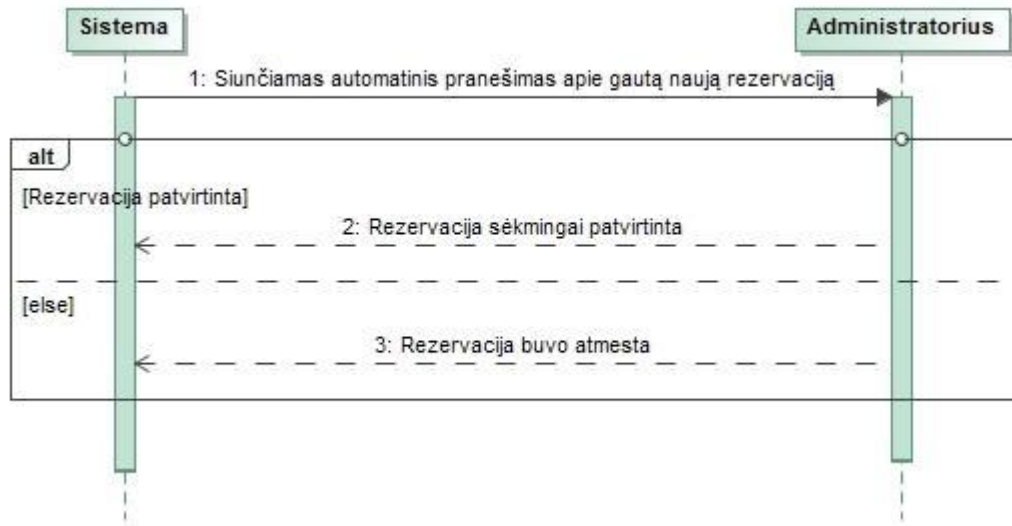 Sistema
Administratorius
1: Siunčiamas automatinis pranešimas apie gautą naują rezervaciją
alt
[Rezervacija patvirtinta]
2: Rezervacija sėkmingai patvirtinta
[else]
3: Rezervacija buvo atmesta